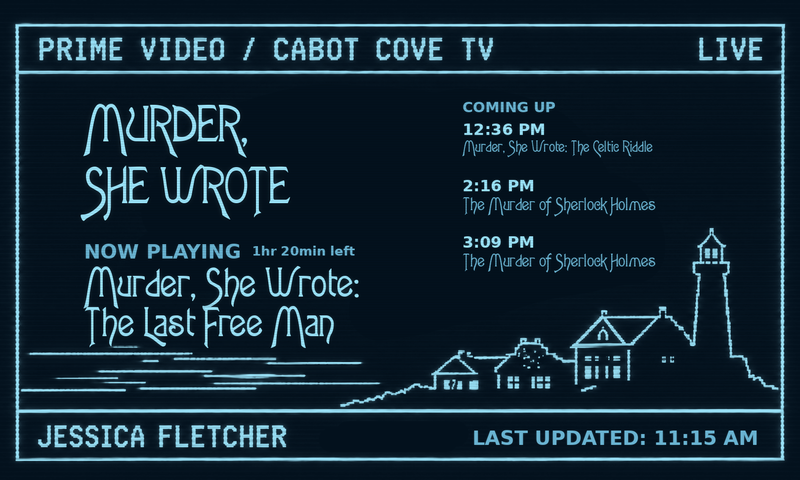 PRIME VIDEO / CABOT COVE TV
LIVE
MURDER,
SHE WROTE
NOW PLAYING 1hr 20min left
Murder, She Wrote:
The Last Free Man
COMING UP
12:36 PM
Murder, She Wrote: The Celtic Riddle
2:16 PM
The Murder of Sherlock Holmes
3:09 PM
The Murder of Sherlock Holmes
JESSICA FLETCHER
LAST UPDATED: 11:15 AM